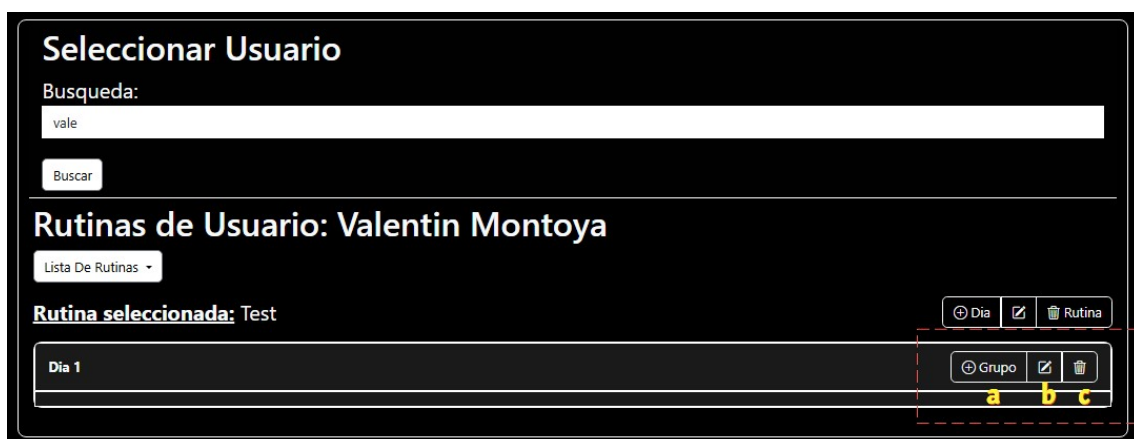 Seleccionar Usuario
Busqueda:
vale
Buscar
Rutinas de Usuario: Valentin Montoya
Lista De Rutinas
Rutina seleccionada: Test
Dia
Rutina
Dia 1
Grupo
a b c